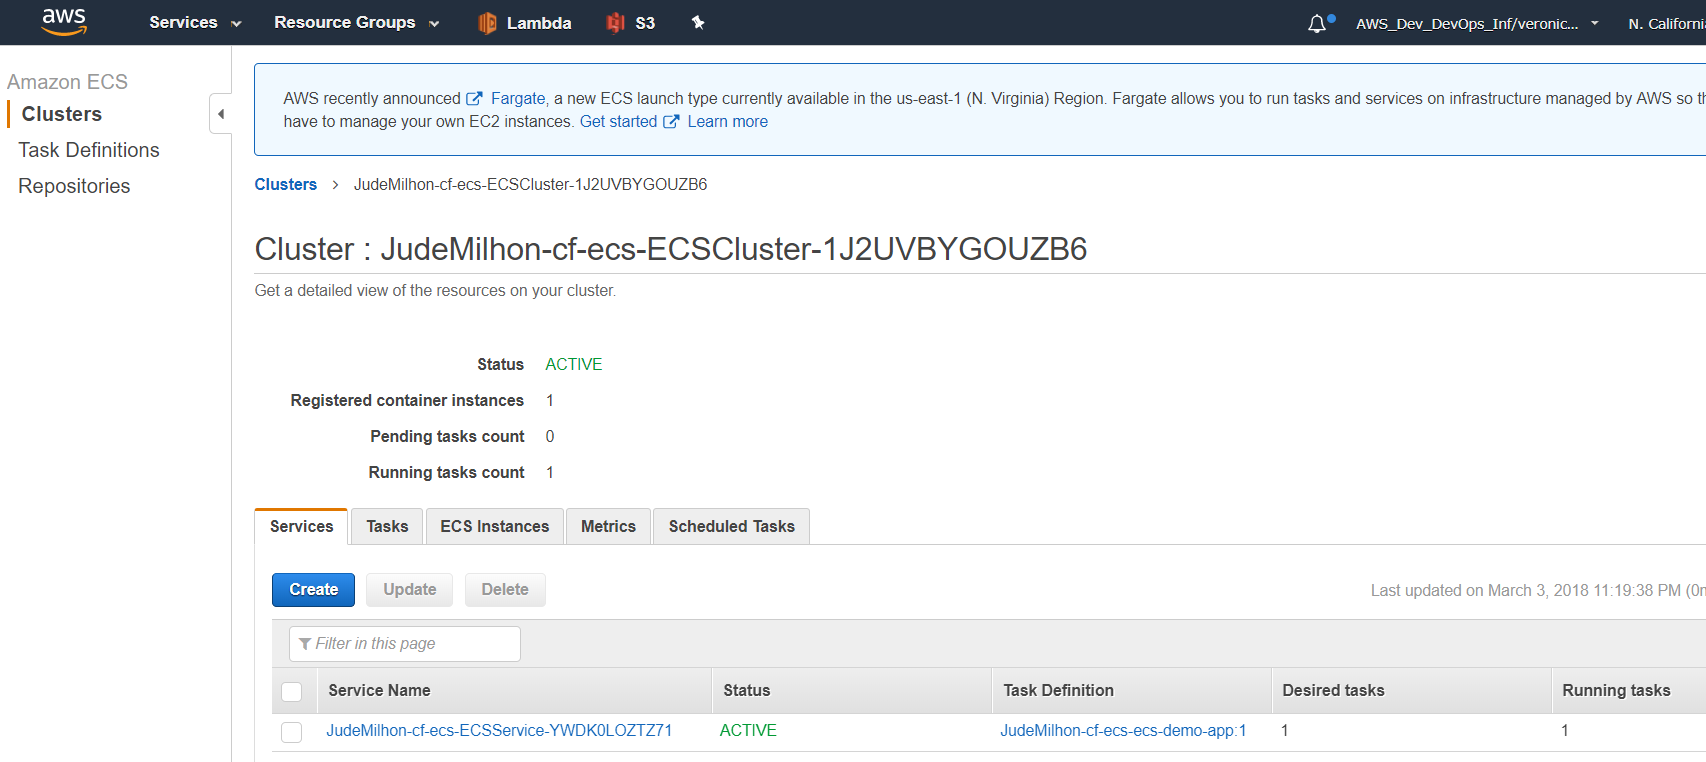 aws Services Resource Groups Lambda S3 AWS_Dev_DevOps_Inf/veronic... N. Californi
Amazon ECS
Clusters
Task Definitions
Repositories
AWS recently announced Fargate, a new ECS launch type currently available in the us-east-1 (N. Virginia) Region. Fargate allows you to run tasks and services on infrastructure managed by AWS so th
have to manage your own EC2 instances. Get started Learn more
Clusters > JudeMilhon-cf-ecs-ECSCluster-1J2UVBYGOUZB6
Cluster : JudeMilhon-cf-ecs-ECSCluster-1J2UVBYGOUZB6
Get a detailed view of the resources on your cluster.
Status ACTIVE
Registered container instances 1
Pending tasks count 0
Running tasks count 1
Services Tasks ECS Instances Metrics Scheduled Tasks
Create Update Delete Last updated on March 3, 2018 11:19:38 PM (0m
Filter in this page
Service Name Status Task Definition Desired tasks Running tasks
JudeMilhon-cf-ecs-ECSService-YWDK0LOZTZ71 ACTIVE JudeMilhon-cf-ecs-ecs-demo-app:1 1 1